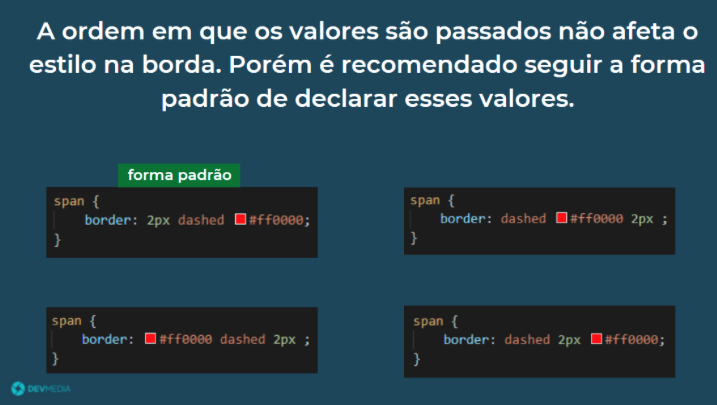 A ordem em que os valores são passados não afeta o
estilo na borda. Porém é recomendado seguir a forma
padrão de declarar esses valores.
forma padrão
span {
border: 2px dashed #ff0000;
}
span {
border: dashed #ff0000 2px ;
}
span {
border: #ff0000 dashed 2px ;
}
span {
border: dashed 2px #ff0000;
}
DEVMEDIA